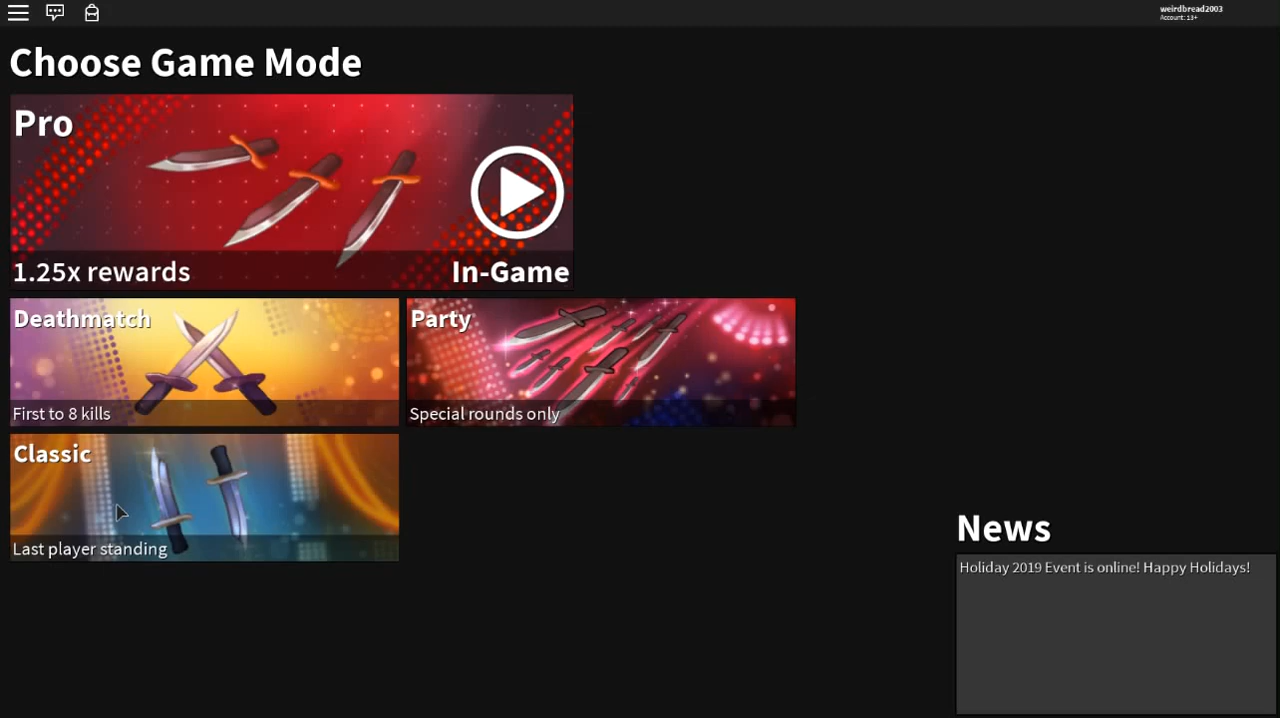 weirdbread2003
Account: 13+
Choose Game Mode
Pro
1.25x rewards
In-Game
Deathmatch
First to 8 kills
Party
Special rounds only
Classic
Last player standing
News
Holiday 2019 Event is online! Happy Holidays!